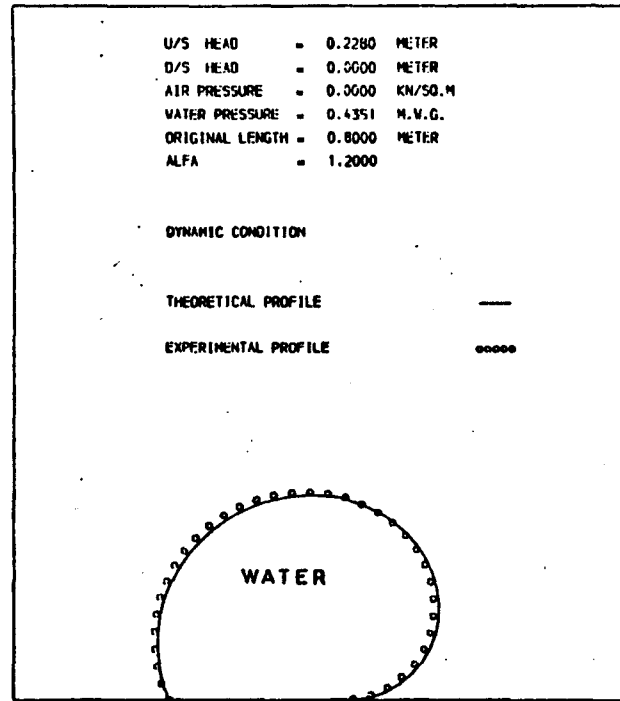 U/S HEAD = 0.2280 METER
D/S HEAD = 0.0000 METER
AIR PRESSURE = 0.0000 KN/SQ.M
WATER PRESSURE = 0.4351 M.W.G.
ORIGINAL LENGTH = 0.8000 METER
ALFA = 1.2000
DYNAMIC CONDITION
THEORETICAL PROFILE
EXPERIMENTAL PROFILE
WATER